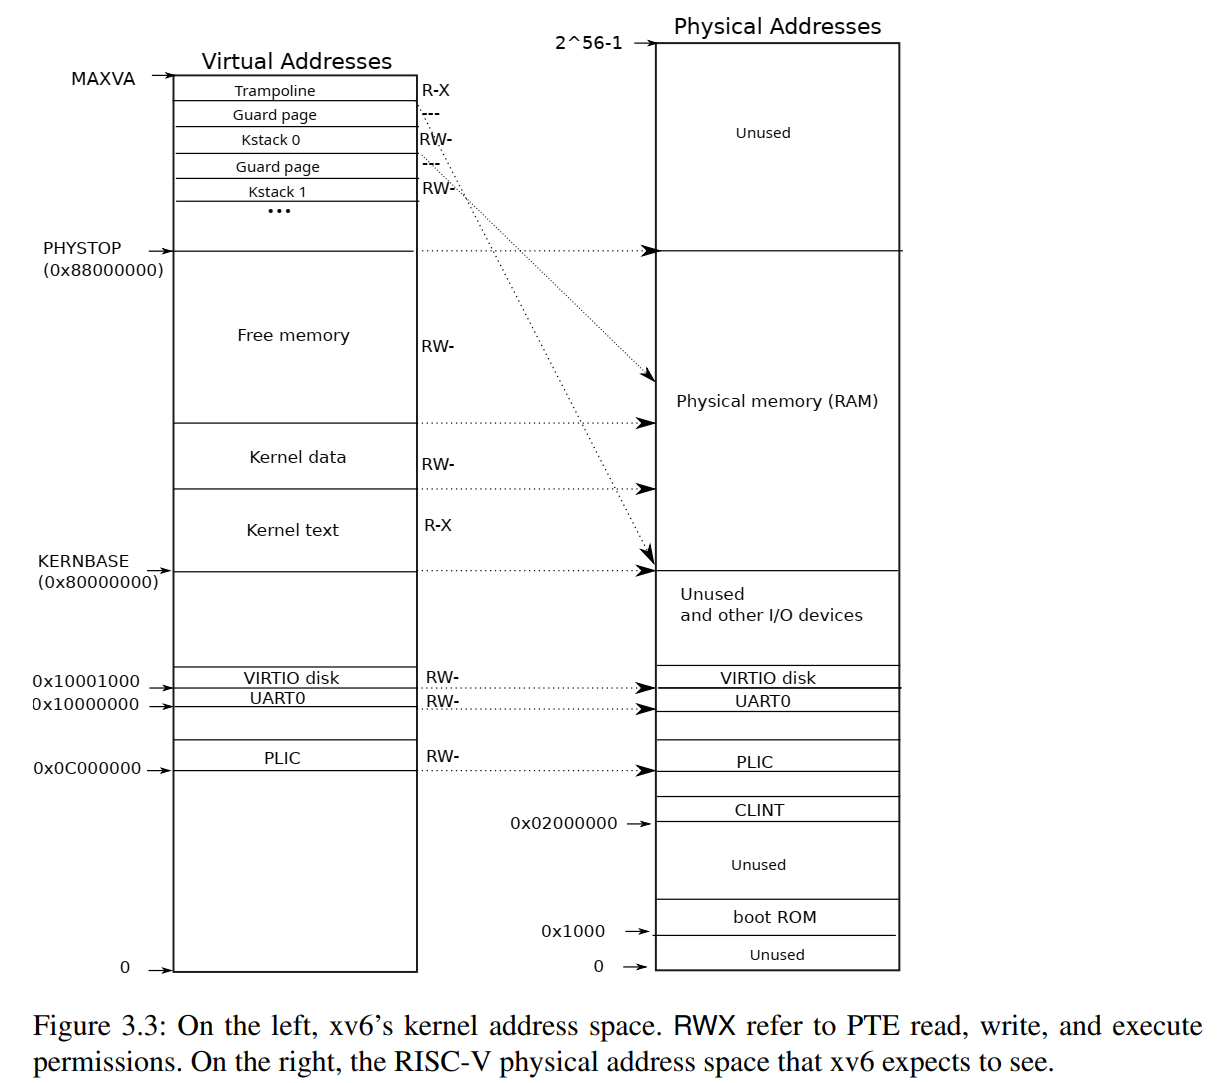 Physical Addresses
2^56-1
Virtual Addresses
MAXVA
Trampoline
R-X
Guard page
---
Unused
Kstack 0
RW-
Guard page
---
Kstack 1
RW-
...
PHYSTOP
(0x88000000)
Free memory
RW-
Physical memory (RAM)
Kernel data
RW-
Kernel text
R-X
KERNBASE
(0x80000000)
Unused
and other I/O devices
0x10001000
VIRTIO disk
RW-
VIRTIO disk
0x10000000
UART0
RW-
UART0
0x0C000000
PLIC
RW-
PLIC
CLINT
0x02000000
Unused
boot ROM
0x1000
Unused
0
0
Figure 3.3: On the left, xv6’s kernel address space. RWX refer to PTE read, write, and execute
permissions. On the right, the RISC-V physical address space that xv6 expects to see.